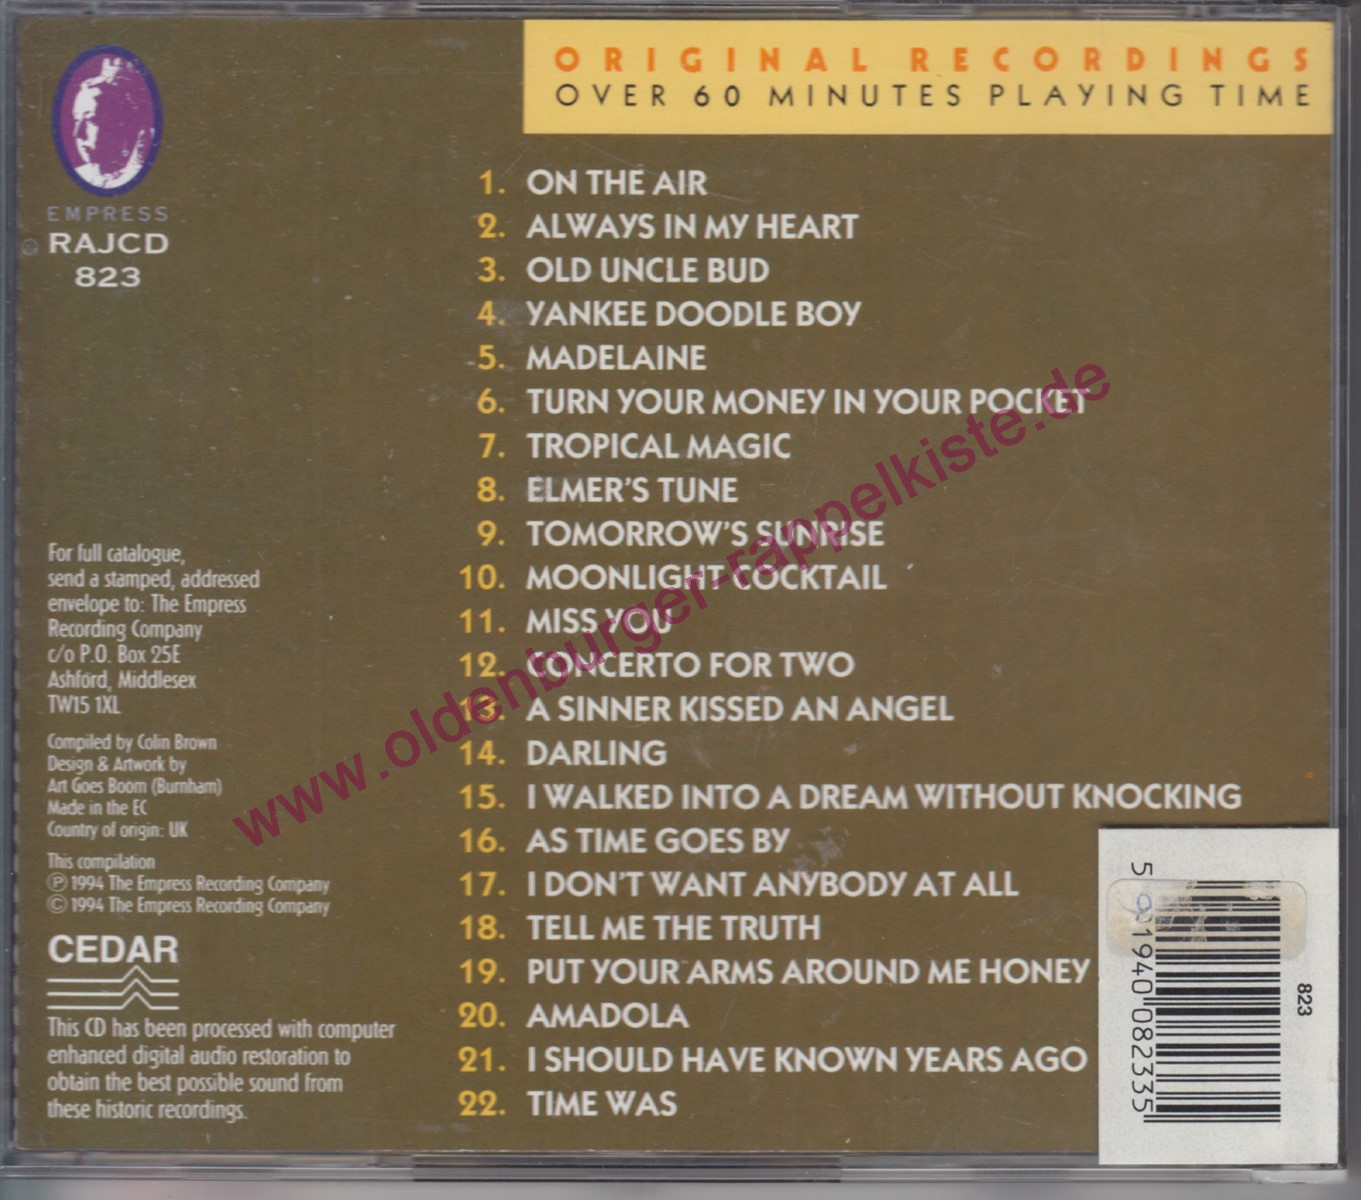 ORIGINAL RECORDINGS
OVER 60 MINUTES PLAYING TIME
EMPRESS
RAJCD
823
1. ON THE AIR
2. ALWAYS IN MY HEART
3. OLD UNCLE BUD
4. YANKEE DOODLE BOY
5. MADELAINE
6. TURN YOUR MONEY IN YOUR POCKET
7. TROPICAL MAGIC
8. ELMER'S TUNE
9. TOMORROW'S SUNRISE
10. MOONLIGHT COCKTAIL
11. MISS YOU
12. CONCERTO FOR TWO
13. A SINNER KISSED AN ANGEL
14. DARLING
15. I WALKED INTO A DREAM WITHOUT KNOCKING
16. AS TIME GOES BY
17. I DON'T WANT ANYBODY AT ALL
18. TELL ME THE TRUTH
19. PUT YOUR ARMS AROUND ME HONEY
20. AMADOLA
21. I SHOULD HAVE KNOWN YEARS AGO
22. TIME WAS
For full catalogue,
send a stamped, addressed
envelope to: The Empress
Recording Company
c/o P.O. Box 25E
Ashford, Middlesex
TW15 1XL
Compiled by Colin Brown
Design & Artwork by
Art Goes Boom (Burnham)
Made in the EC
Country of origin: UK
This compilation
℗ 1994 The Empress Recording Company
© 1994 The Empress Recording Company
CEDAR
This CD has been processed with computer
enhanced digital audio restoration to
obtain the best possible sound from
these historic recordings.
5 019400 082335
823
www.oldenburger-rappelkiste.de